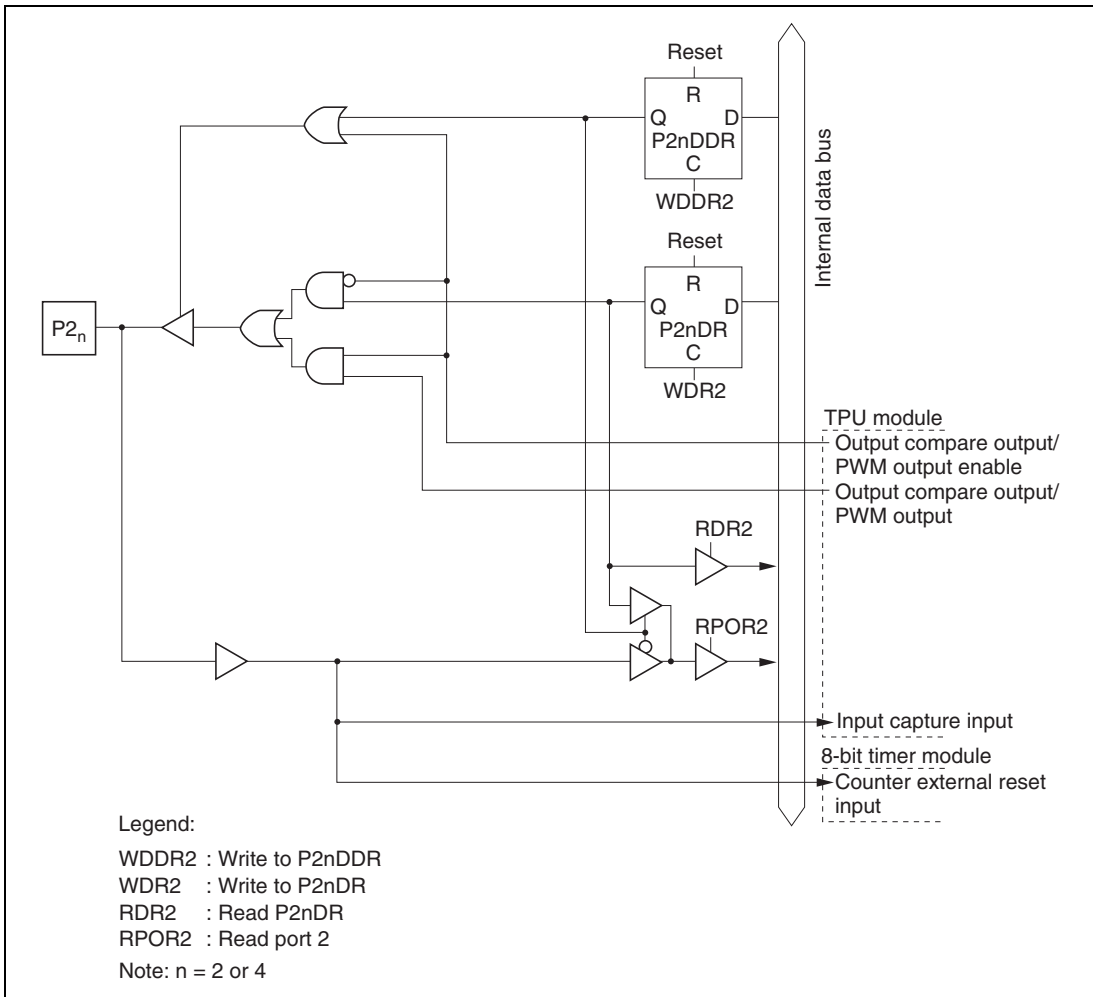 Reset
R
Q D
P2nDDR
C
WDDR2
Reset
R
Q D
P2nDR
C
WDR2
Internal data bus
P2n
TPU module
Output compare output/
PWM output enable
Output compare output/
PWM output
RDR2
RPOR2
Input capture input
8-bit timer module
Counter external reset
input
Legend:
WDDR2 : Write to P2nDDR
WDR2 : Write to P2nDR
RDR2 : Read P2nDR
RPOR2 : Read port 2
Note: n = 2 or 4